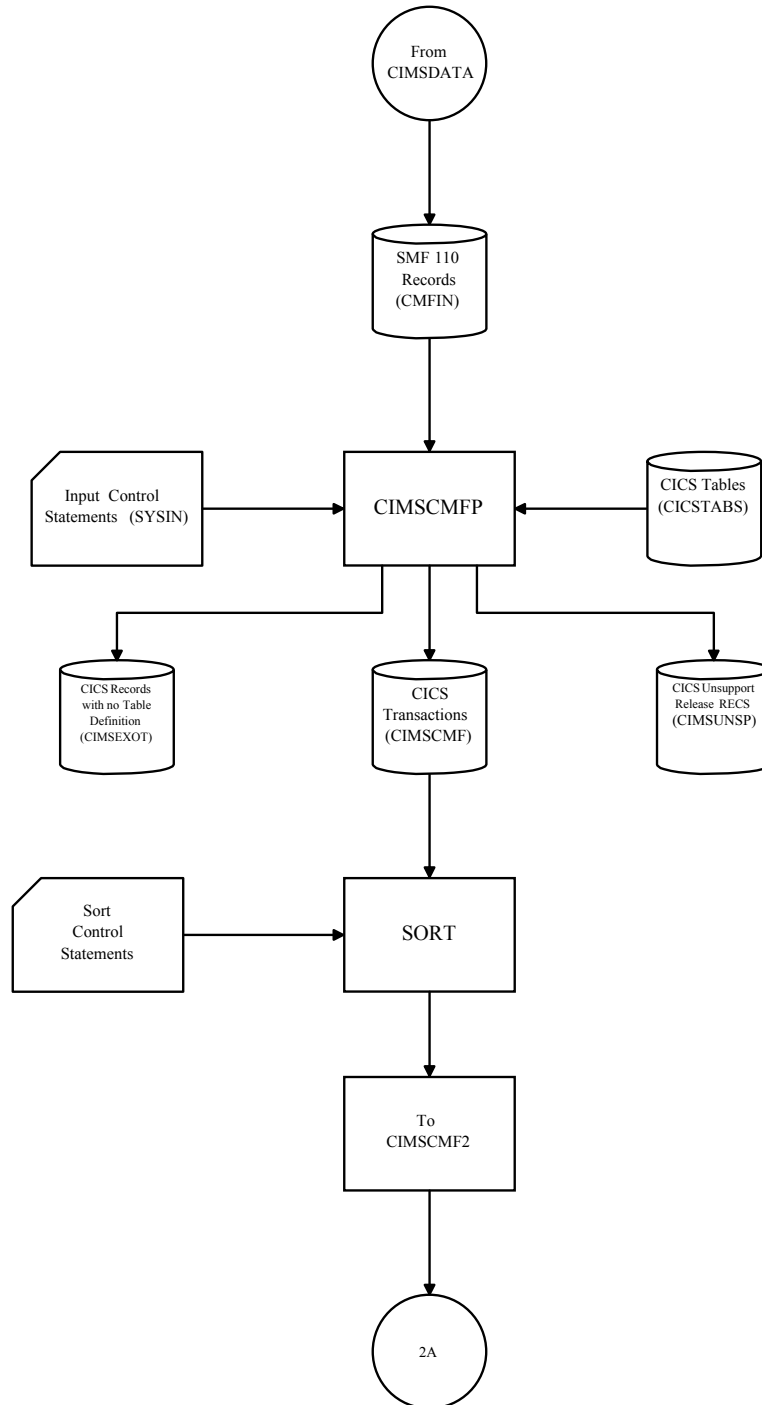 From
CIMSDATA
SMF 110
Records
(CMFIN)
Input Control
Statements (SYSIN)
CIMSCMFP
CICS Tables
(CICSTABS)
CICS Records
with no Table
Definition
(CIMSEXOT)
CICS
Transactions
(CIMSCMF)
CICS Unsupport
Release RECS
(CIMSUNSP)
Sort
Control
Statements
SORT
To
CIMSCMF2
2A